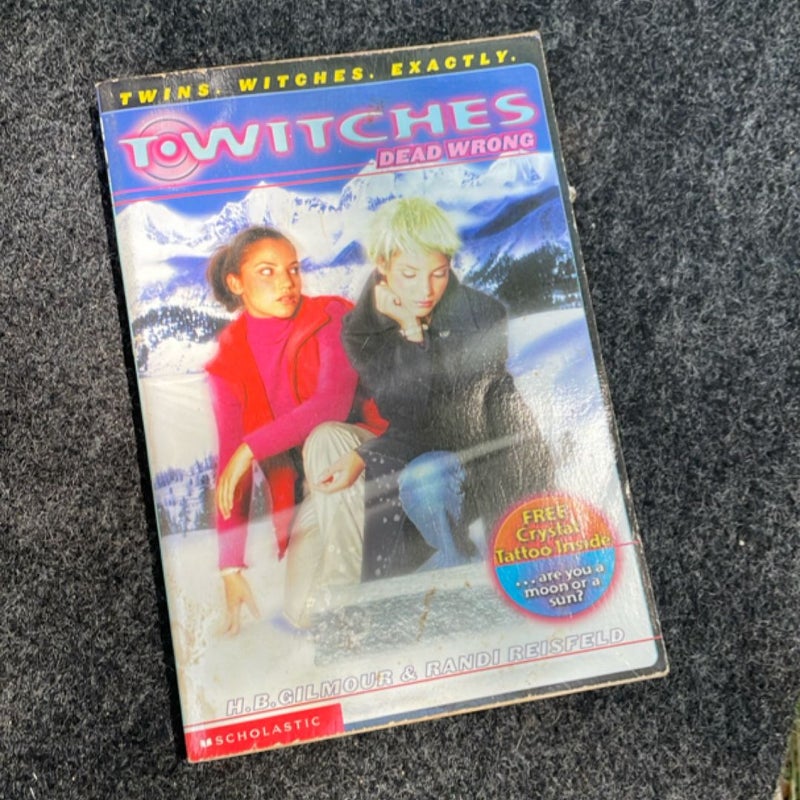 TWINS. WITCHES. EXACTLY.
T*WITCHES
DEAD WRONG
FREE
Crystal
Tattoo Inside
...are you a
moon or a
sun?
H.B. GILMOUR & RANDI REISFELD
SCHOLASTIC